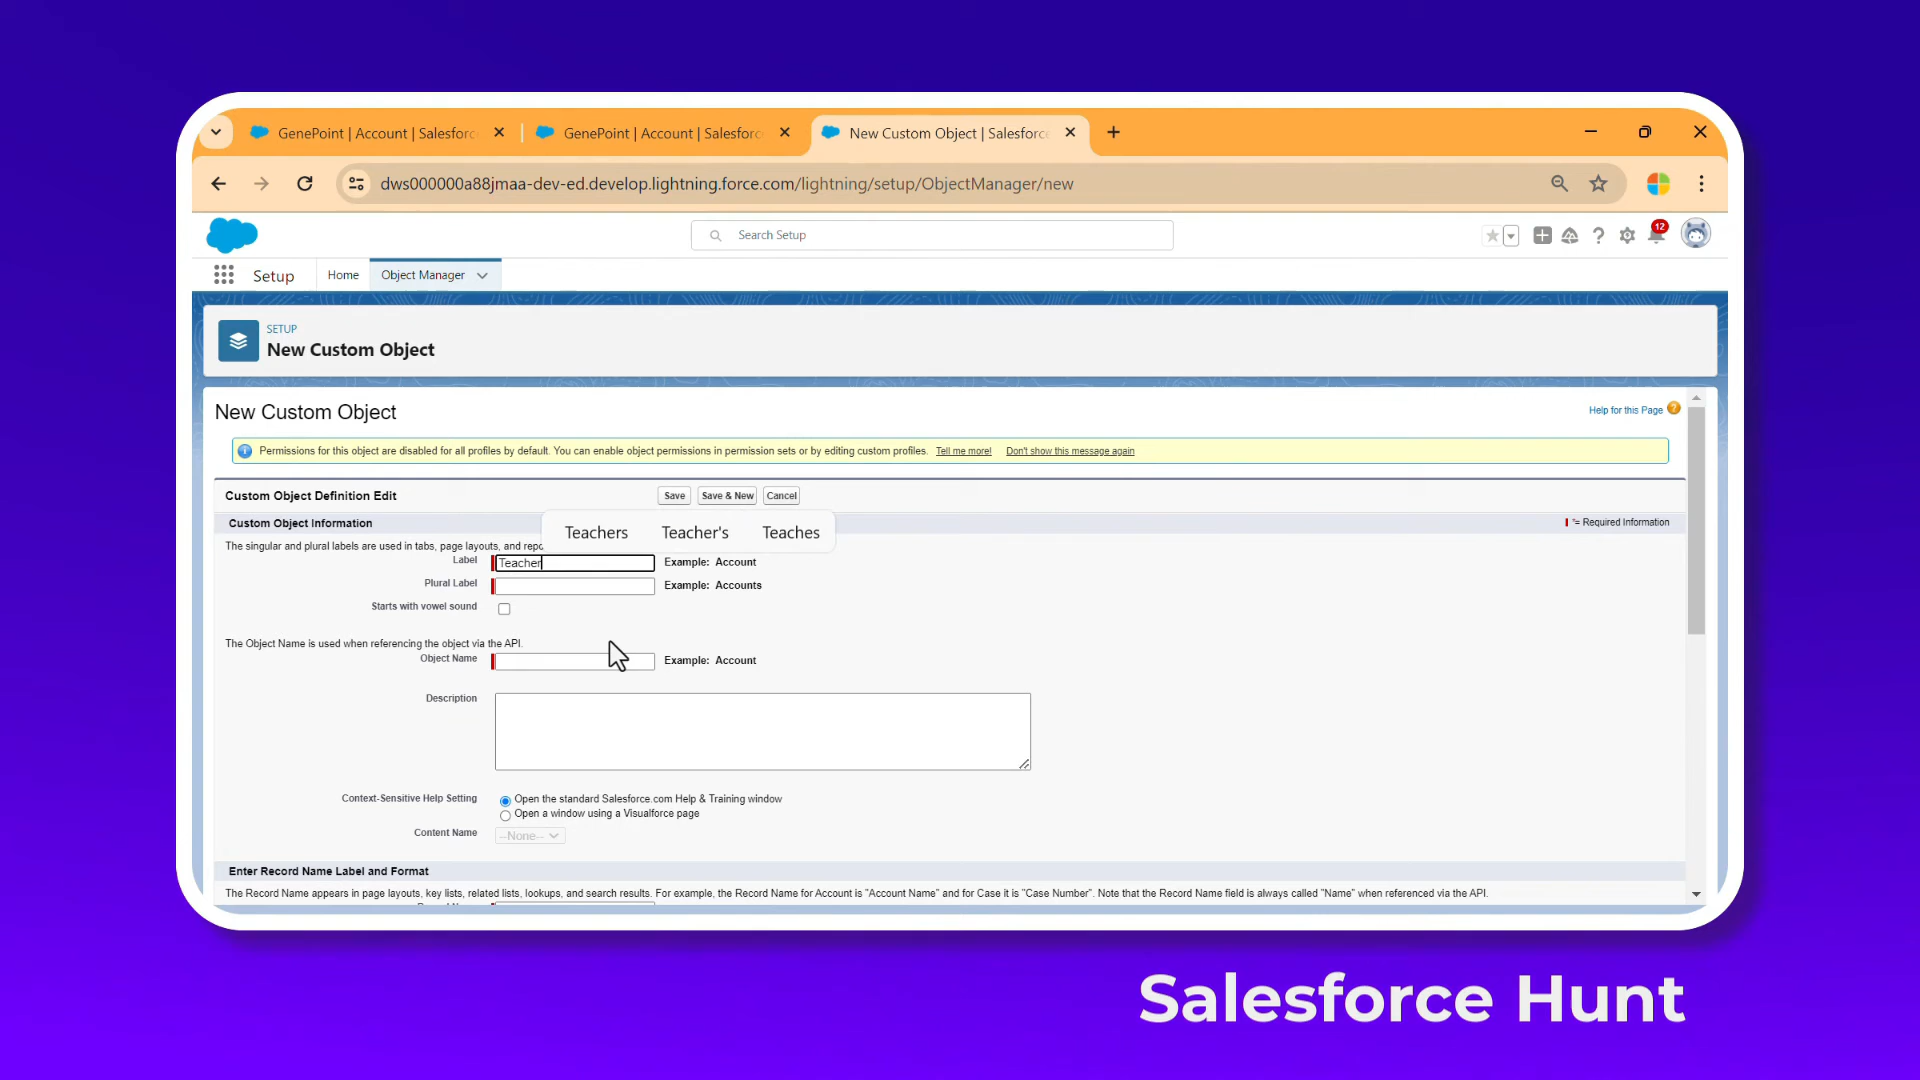 GenePoint | Account | Salesforc
GenePoint | Account | Salesforc
New Custom Object | Salesforce
dws000000a88jmaa-dev-ed.develop.lightning.force.com/lightning/setup/ObjectManager/new
Search Setup
12
Setup
Home
Object Manager
SETUP
New Custom Object
New Custom Object
Help for this Page
Permissions for this object are disabled for all profiles by default. You can enable object permissions in permission sets or by editing custom profiles. Tell me more! Don't show this message again
Custom Object Definition Edit
Save
Save & New
Cancel
Custom Object Information
= Required Information
Teachers Teacher's Teaches
The singular and plural labels are used in tabs, page layouts, and repo
Label
Teacher
Example: Account
Plural Label
Example: Accounts
Starts with vowel sound
The Object Name is used when referencing the object via the API.
Object Name
Example: Account
Description
Context-Sensitive Help Setting
Open the standard Salesforce.com Help & Training window
Open a window using a Visualforce page
Content Name
--None--
Enter Record Name Label and Format
The Record Name appears in page layouts, key lists, related lists, lookups, and search results. For example, the Record Name for Account is "Account Name" and for Case it is "Case Number". Note that the Record Name field is always called "Name" when referenced via the API.
Salesforce Hunt